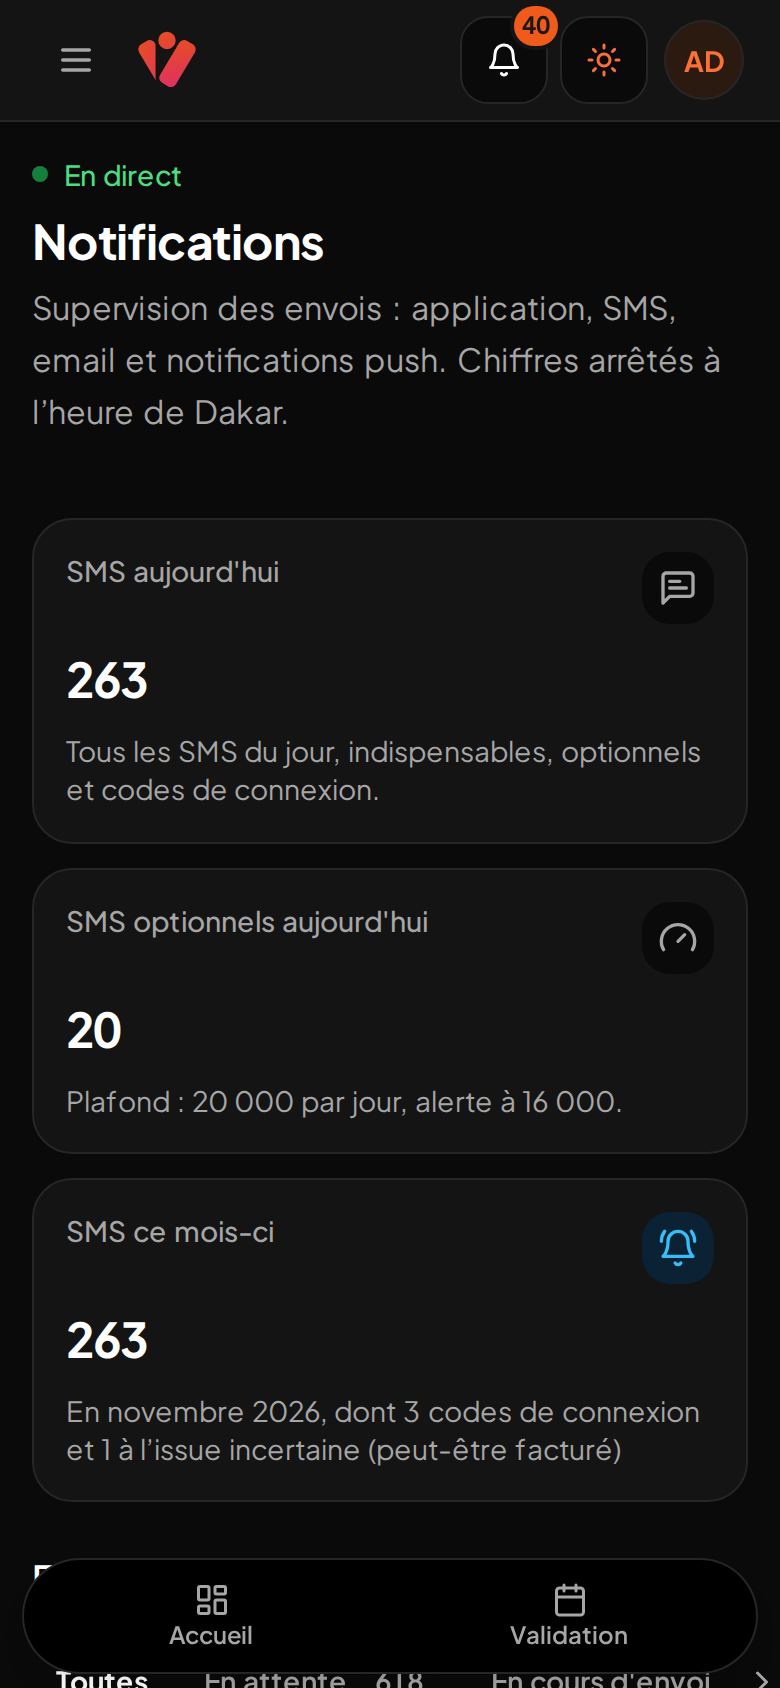 40
AD
En direct
Notifications
Supervision des envois : application, SMS,
email et notifications push. Chiffres arrêtés à
l’heure de Dakar.
SMS aujourd'hui
263
Tous les SMS du jour, indispensables, optionnels
et codes de connexion.
SMS optionnels aujourd'hui
20
Plafond : 20 000 par jour, alerte à 16 000.
SMS ce mois-ci
263
En novembre 2026, dont 3 codes de connexion
et 1 à l’issue incertaine (peut-être facturé)
Accueil Validation
Toutes En attente 618 En cours d'envoi